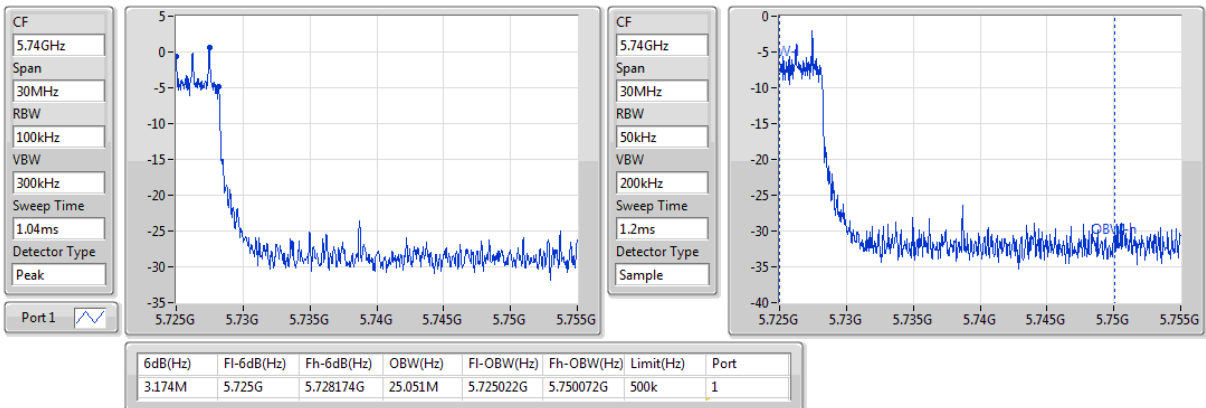 CF
5.74GHz
Span
30MHz
RBW
100kHz
VBW
300kHz
Sweep Time
1.04ms
Detector Type
Peak
Port 1
5
0
-5
-10
-15
-20
-25
-30
-35
5.725G 5.73G 5.735G 5.74G 5.745G 5.75G 5.755G
CF
5.74GHz
Span
30MHz
RBW
50kHz
VBW
200kHz
Sweep Time
1.2ms
Detector Type
Sample
0
-5
-10
-15
-20
-25
-30
-35
-40
5.725G 5.73G 5.735G 5.74G 5.745G 5.75G 5.755G
6dB(Hz) Fl-6dB(Hz) Fh-6dB(Hz) OBW(Hz) Fl-OBW(Hz) Fh-OBW(Hz) Limit(Hz) Port
3.174M 5.725G 5.728174G 25.051M 5.725022G 5.750072G 500k 1